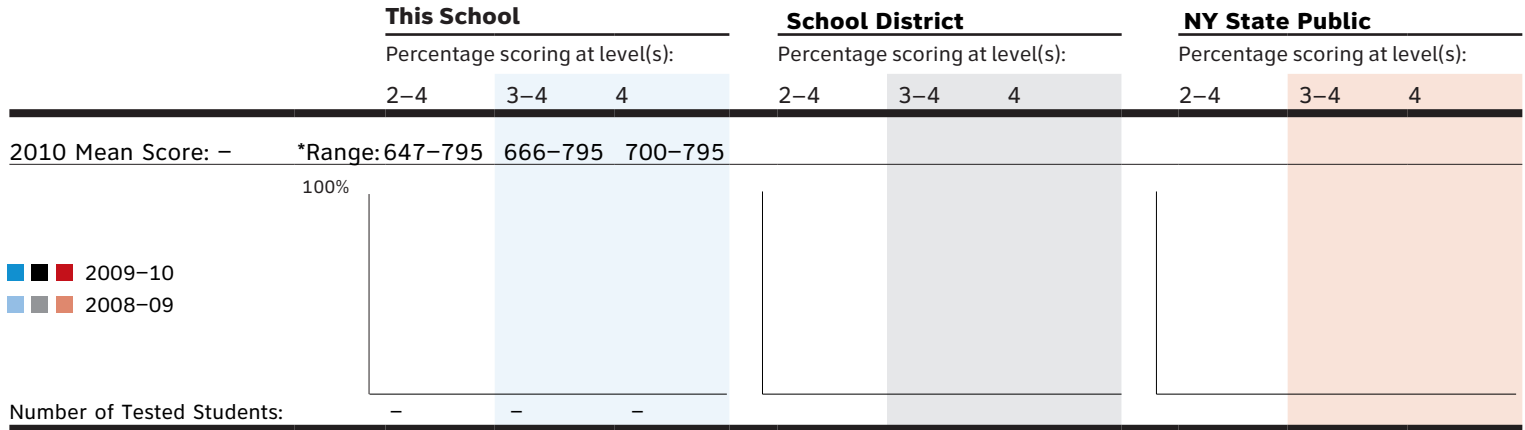 This School School District NY State Public
Percentage scoring at level(s): Percentage scoring at level(s): Percentage scoring at level(s):
2–4 3–4 4 2–4 3–4 4 2–4 3–4 4
2010 Mean Score: – *Range: 647–795 666–795 700–795
100%
2009–10
2008–09
Number of Tested Students: – – –